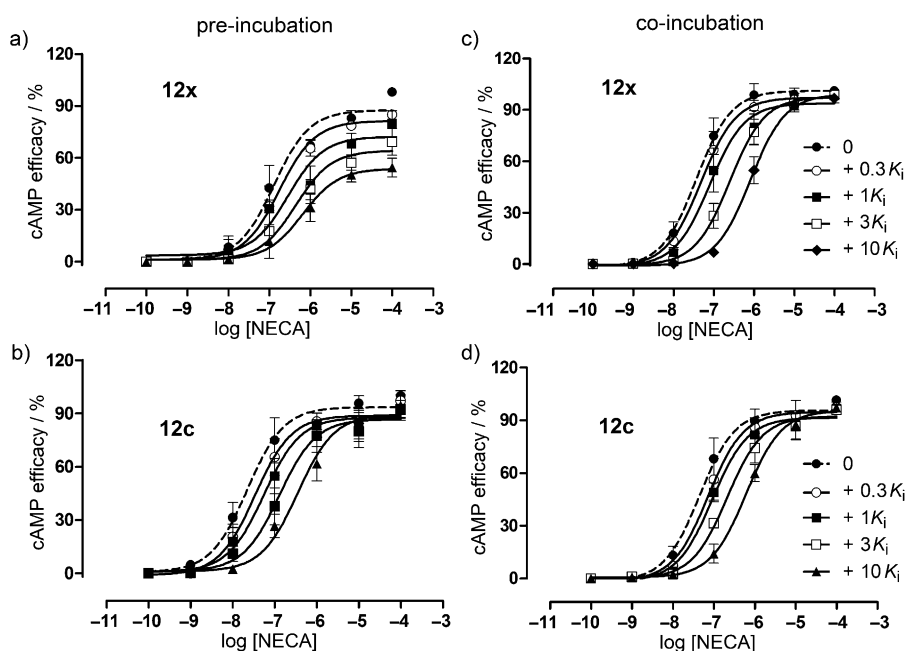 pre-incubation
co-incubation
a)
12x
cAMP efficacy / %
120
90
60
30
0
–11 –10 –9 –8 –7 –6 –5 –4 –3
log [NECA]
c)
12x
cAMP efficacy / %
120
90
60
30
0
–11 –10 –9 –8 –7 –6 –5 –4 –3
log [NECA]
0
+ 0.3Ki
+ 1Ki
+ 3Ki
+ 10Ki
b)
12c
cAMP efficacy / %
120
90
60
30
0
–11 –10 –9 –8 –7 –6 –5 –4 –3
log [NECA]
d)
12c
cAMP efficacy / %
120
90
60
30
0
–11 –10 –9 –8 –7 –6 –5 –4 –3
log [NECA]
0
+ 0.3Ki
+ 1Ki
+ 3Ki
+ 10Ki